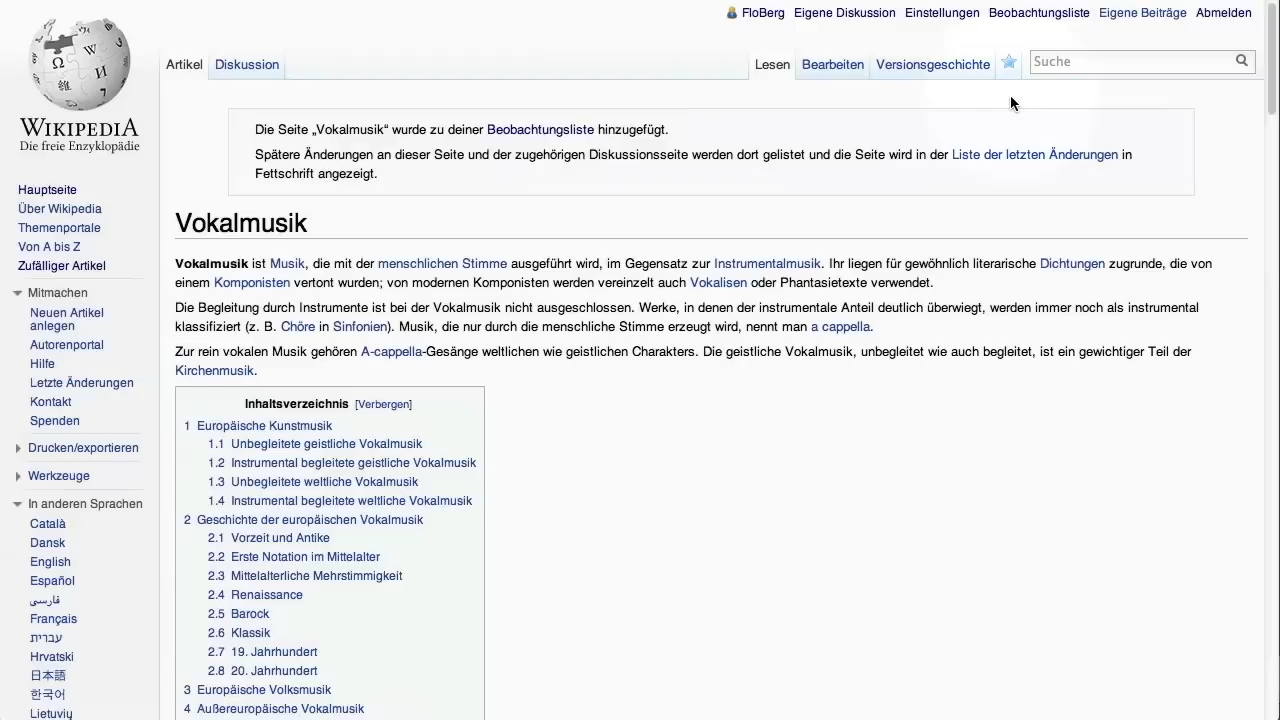 FloBerg Eigene Diskussion Einstellungen Beobachtungsliste Eigene Beiträge Abmelden
Artikel Diskussion Lesen Bearbeiten Versionsgeschichte Suche
WIKIPEDIA
Die freie Enzyklopädie
Hauptseite
Über Wikipedia
Themenportale
Von A bis Z
Zufälliger Artikel
Mitmachen
Neuen Artikel
anlegen
Autorenportal
Hilfe
Letzte Änderungen
Kontakt
Spenden
Drucken/exportieren
Werkzeuge
In anderen Sprachen
Català
Dansk
English
Español
فارسی
Français
עברית
Hrvatski
日本語
한국어
Lietuvių
Die Seite „Vokalmusik“ wurde zu deiner Beobachtungsliste hinzugefügt.
Spätere Änderungen an dieser Seite und der zugehörigen Diskussionsseite werden dort gelistet und die Seite wird in der Liste der letzten Änderungen in
Fettschrift angezeigt.
Vokalmusik
Vokalmusik ist Musik, die mit der menschlichen Stimme ausgeführt wird, im Gegensatz zur Instrumentalmusik. Ihr liegen für gewöhnlich literarische Dichtungen zugrunde, die von
einem Komponisten vertont wurden; von modernen Komponisten werden vereinzelt auch Vokalisen oder Phantasietexte verwendet.
Die Begleitung durch Instrumente ist bei der Vokalmusik nicht ausgeschlossen. Werke, in denen der instrumentale Anteil deutlich überwiegt, werden immer noch als instrumental
klassifiziert (z. B. Chöre in Sinfonien). Musik, die nur durch die menschliche Stimme erzeugt wird, nennt man a cappella.
Zur rein vokalen Musik gehören A-cappella-Gesänge weltlichen wie geistlichen Charakters. Die geistliche Vokalmusik, unbegleitet wie auch begleitet, ist ein gewichtiger Teil der
Kirchenmusik.
Inhaltsverzeichnis [Verbergen]
1 Europäische Kunstmusik
1.1 Unbegleitete geistliche Vokalmusik
1.2 Instrumental begleitete geistliche Vokalmusik
1.3 Unbegleitete weltliche Vokalmusik
1.4 Instrumental begleitete weltliche Vokalmusik
2 Geschichte der europäischen Vokalmusik
2.1 Vorzeit und Antike
2.2 Erste Notation im Mittelalter
2.3 Mittelalterliche Mehrstimmigkeit
2.4 Renaissance
2.5 Barock
2.6 Klassik
2.7 19. Jahrhundert
2.8 20. Jahrhundert
3 Europäische Volksmusik
4 Außereuropäische Vokalmusik